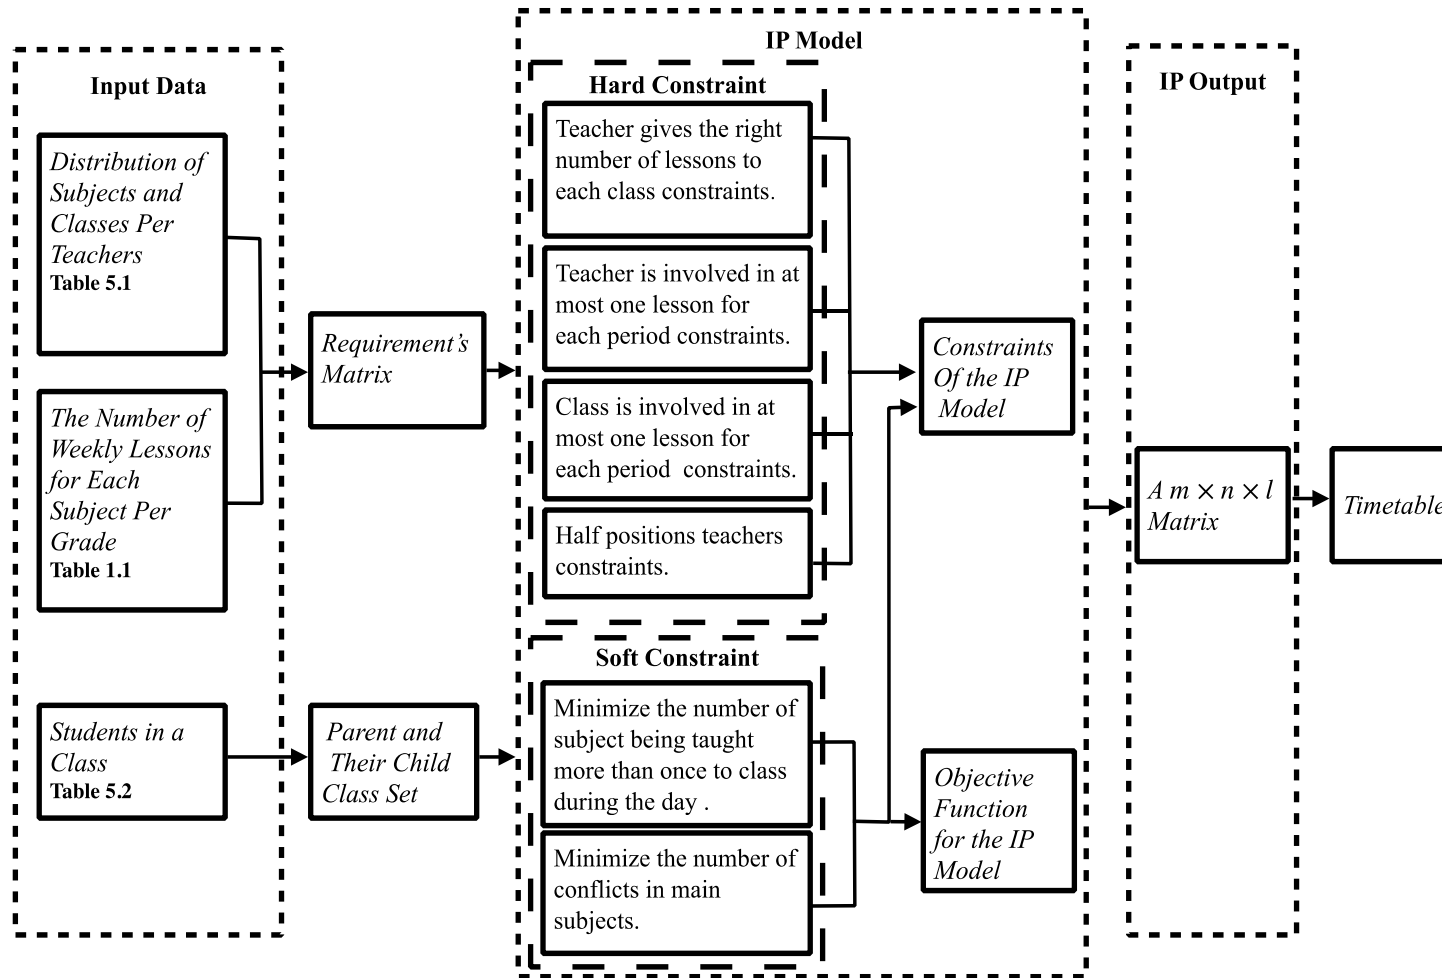 Input Data
Distribution of
Subjects and
Classes Per
Teachers
Table 5.1
The Number of
Weekly Lessons
for Each
Subject Per
Grade
Table 1.1
Students in a
Class
Table 5.2
Requirement’s
Matrix
Parent and
Their Child
Class Set
IP Model
Hard Constraint
Teacher gives the right
number of lessons to
each class constraints.
Teacher is involved in at
most one lesson for
each period constraints.
Class is involved in at
most one lesson for
each period constraints.
Half positions teachers
constraints.
Soft Constraint
Minimize the number of
subject being taught
more than once to class
during the day .
Minimize the number of
conflicts in main
subjects.
Constraints
Of the IP
Model
Objective
Function
for the IP
Model
IP Output
A m × n × l
Matrix
Timetable